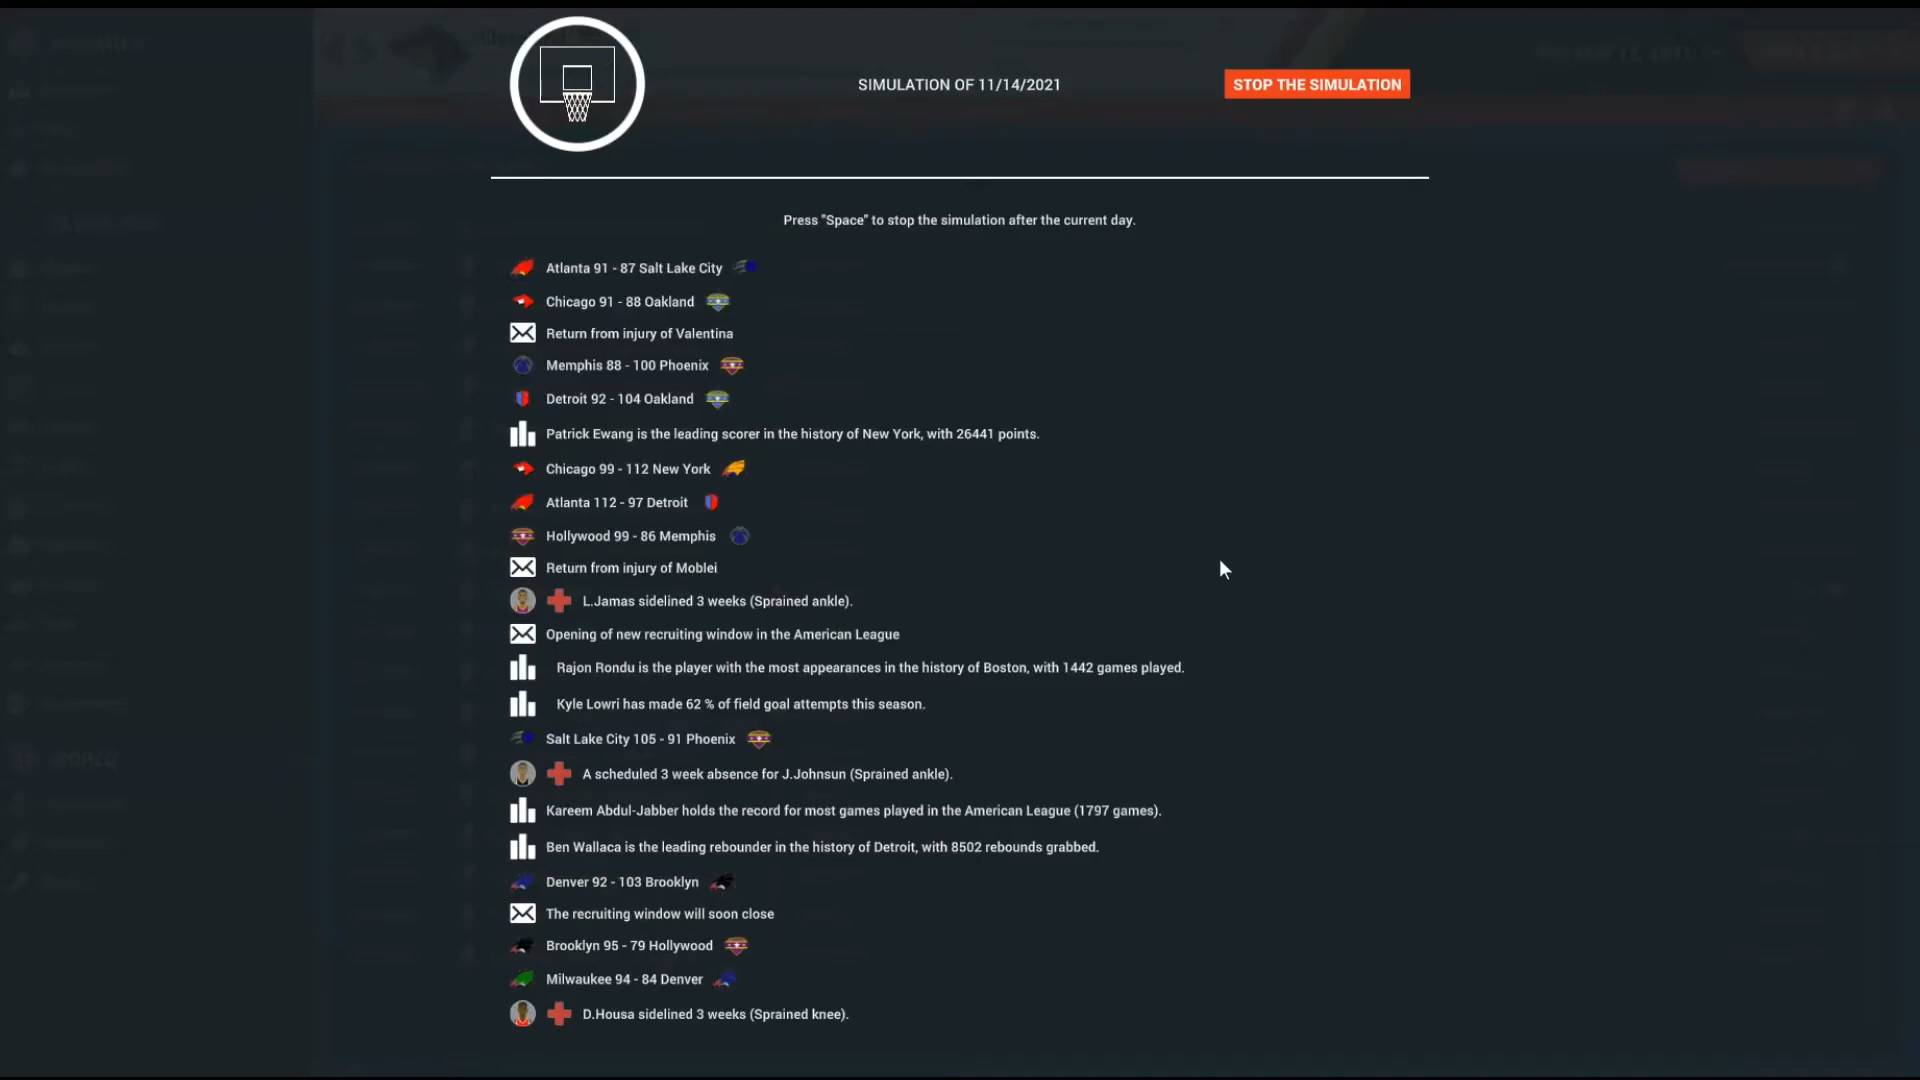 SIMULATION OF 11/14/2021
STOP THE SIMULATION
Press "Space" to stop the simulation after the current day.
Atlanta 91 - 87 Salt Lake City
Chicago 91 - 88 Oakland
Return from injury of Valentina
Memphis 88 - 100 Phoenix
Detroit 92 - 104 Oakland
Patrick Ewang is the leading scorer in the history of New York, with 26441 points.
Chicago 99 - 112 New York
Atlanta 112 - 97 Detroit
Hollywood 99 - 86 Memphis
Return from injury of Moblei
L.Jamas sidelined 3 weeks (Sprained ankle).
Opening of new recruiting window in the American League
Rajon Rondu is the player with the most appearances in the history of Boston, with 1442 games played.
Kyle Lowri has made 62 % of field goal attempts this season.
Salt Lake City 105 - 91 Phoenix
A scheduled 3 week absence for J.Johnsun (Sprained ankle).
Kareem Abdul-Jabber holds the record for most games played in the American League (1797 games).
Ben Wallaca is the leading rebounder in the history of Detroit, with 8502 rebounds grabbed.
Denver 92 - 103 Brooklyn
The recruiting window will soon close
Brooklyn 95 - 79 Hollywood
Milwaukee 94 - 84 Denver
D.Housa sidelined 3 weeks (Sprained knee).